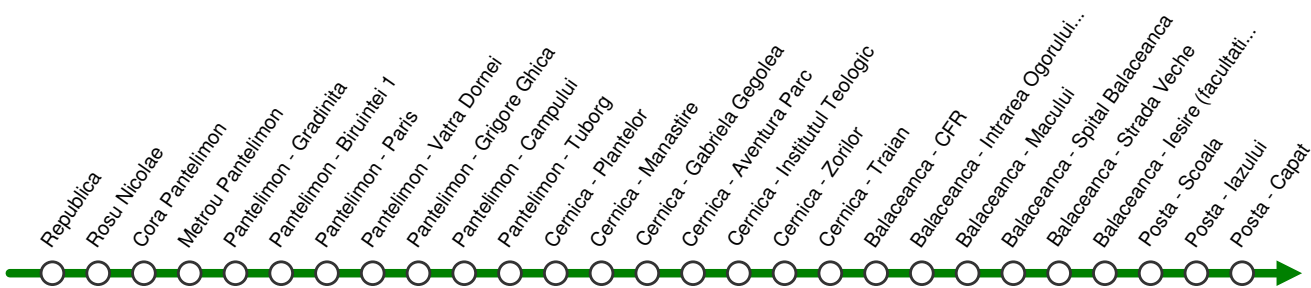 Republica
Rosu Nicolae
Cora Pantelimon
Metrou Pantelimon
Pantelimon - Gradinita
Pantelimon - Biruintei 1
Pantelimon - Paris
Pantelimon - Vatra Dornei
Pantelimon - Grigore Ghica
Pantelimon - Campului
Pantelimon - Tuborg
Cernica - Plantelor
Cernica - Manastire
Cernica - Gabriela Gegolea
Cernica - Aventura Parc
Cernica - Institutul Teologic
Cernica - Zorilor
Cernica - Traian
Balaceanca - CFR
Balaceanca - Intrarea Ogorului...
Balaceanca - Macului
Balaceanca - Spital Balaceanca
Balaceanca - Strada Veche
Balaceanca - Iesire (facultati...
Posta - Scoala
Posta - Iazului
Posta - Capat